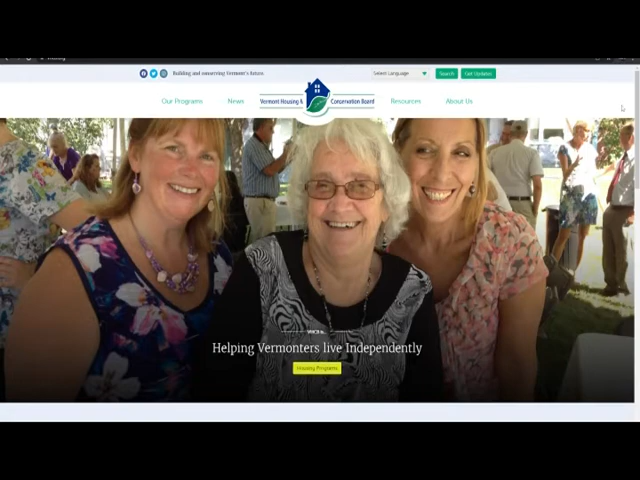 Building and conserving Vermont's future.
Select Language
Search
Get Updates
Our Programs
News
Vermont Housing &
Conservation Board
Resources
About Us
Helping Vermonters live Independently
Housing Programs